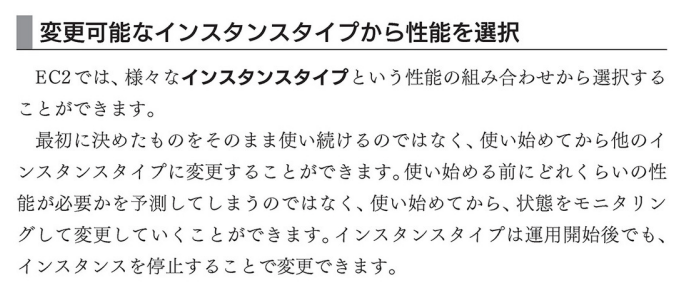 変更可能なインスタンスタイプから性能を選択
EC2では、様々なインスタンスタイプという性能の組み合わせから選択する
ことができます。
最初に決めたものをそのまま使い続けるのではなく、使い始めてから他のイ
ンスタンスタイプに変更することができます。使い始める前にどれくらいの性
能が必要かを予測してしまうのではなく、使い始めてから、状態をモニタリン
グして変更していくことができます。インスタンスタイプは運用開始後でも、
インスタンスを停止することで変更できます。